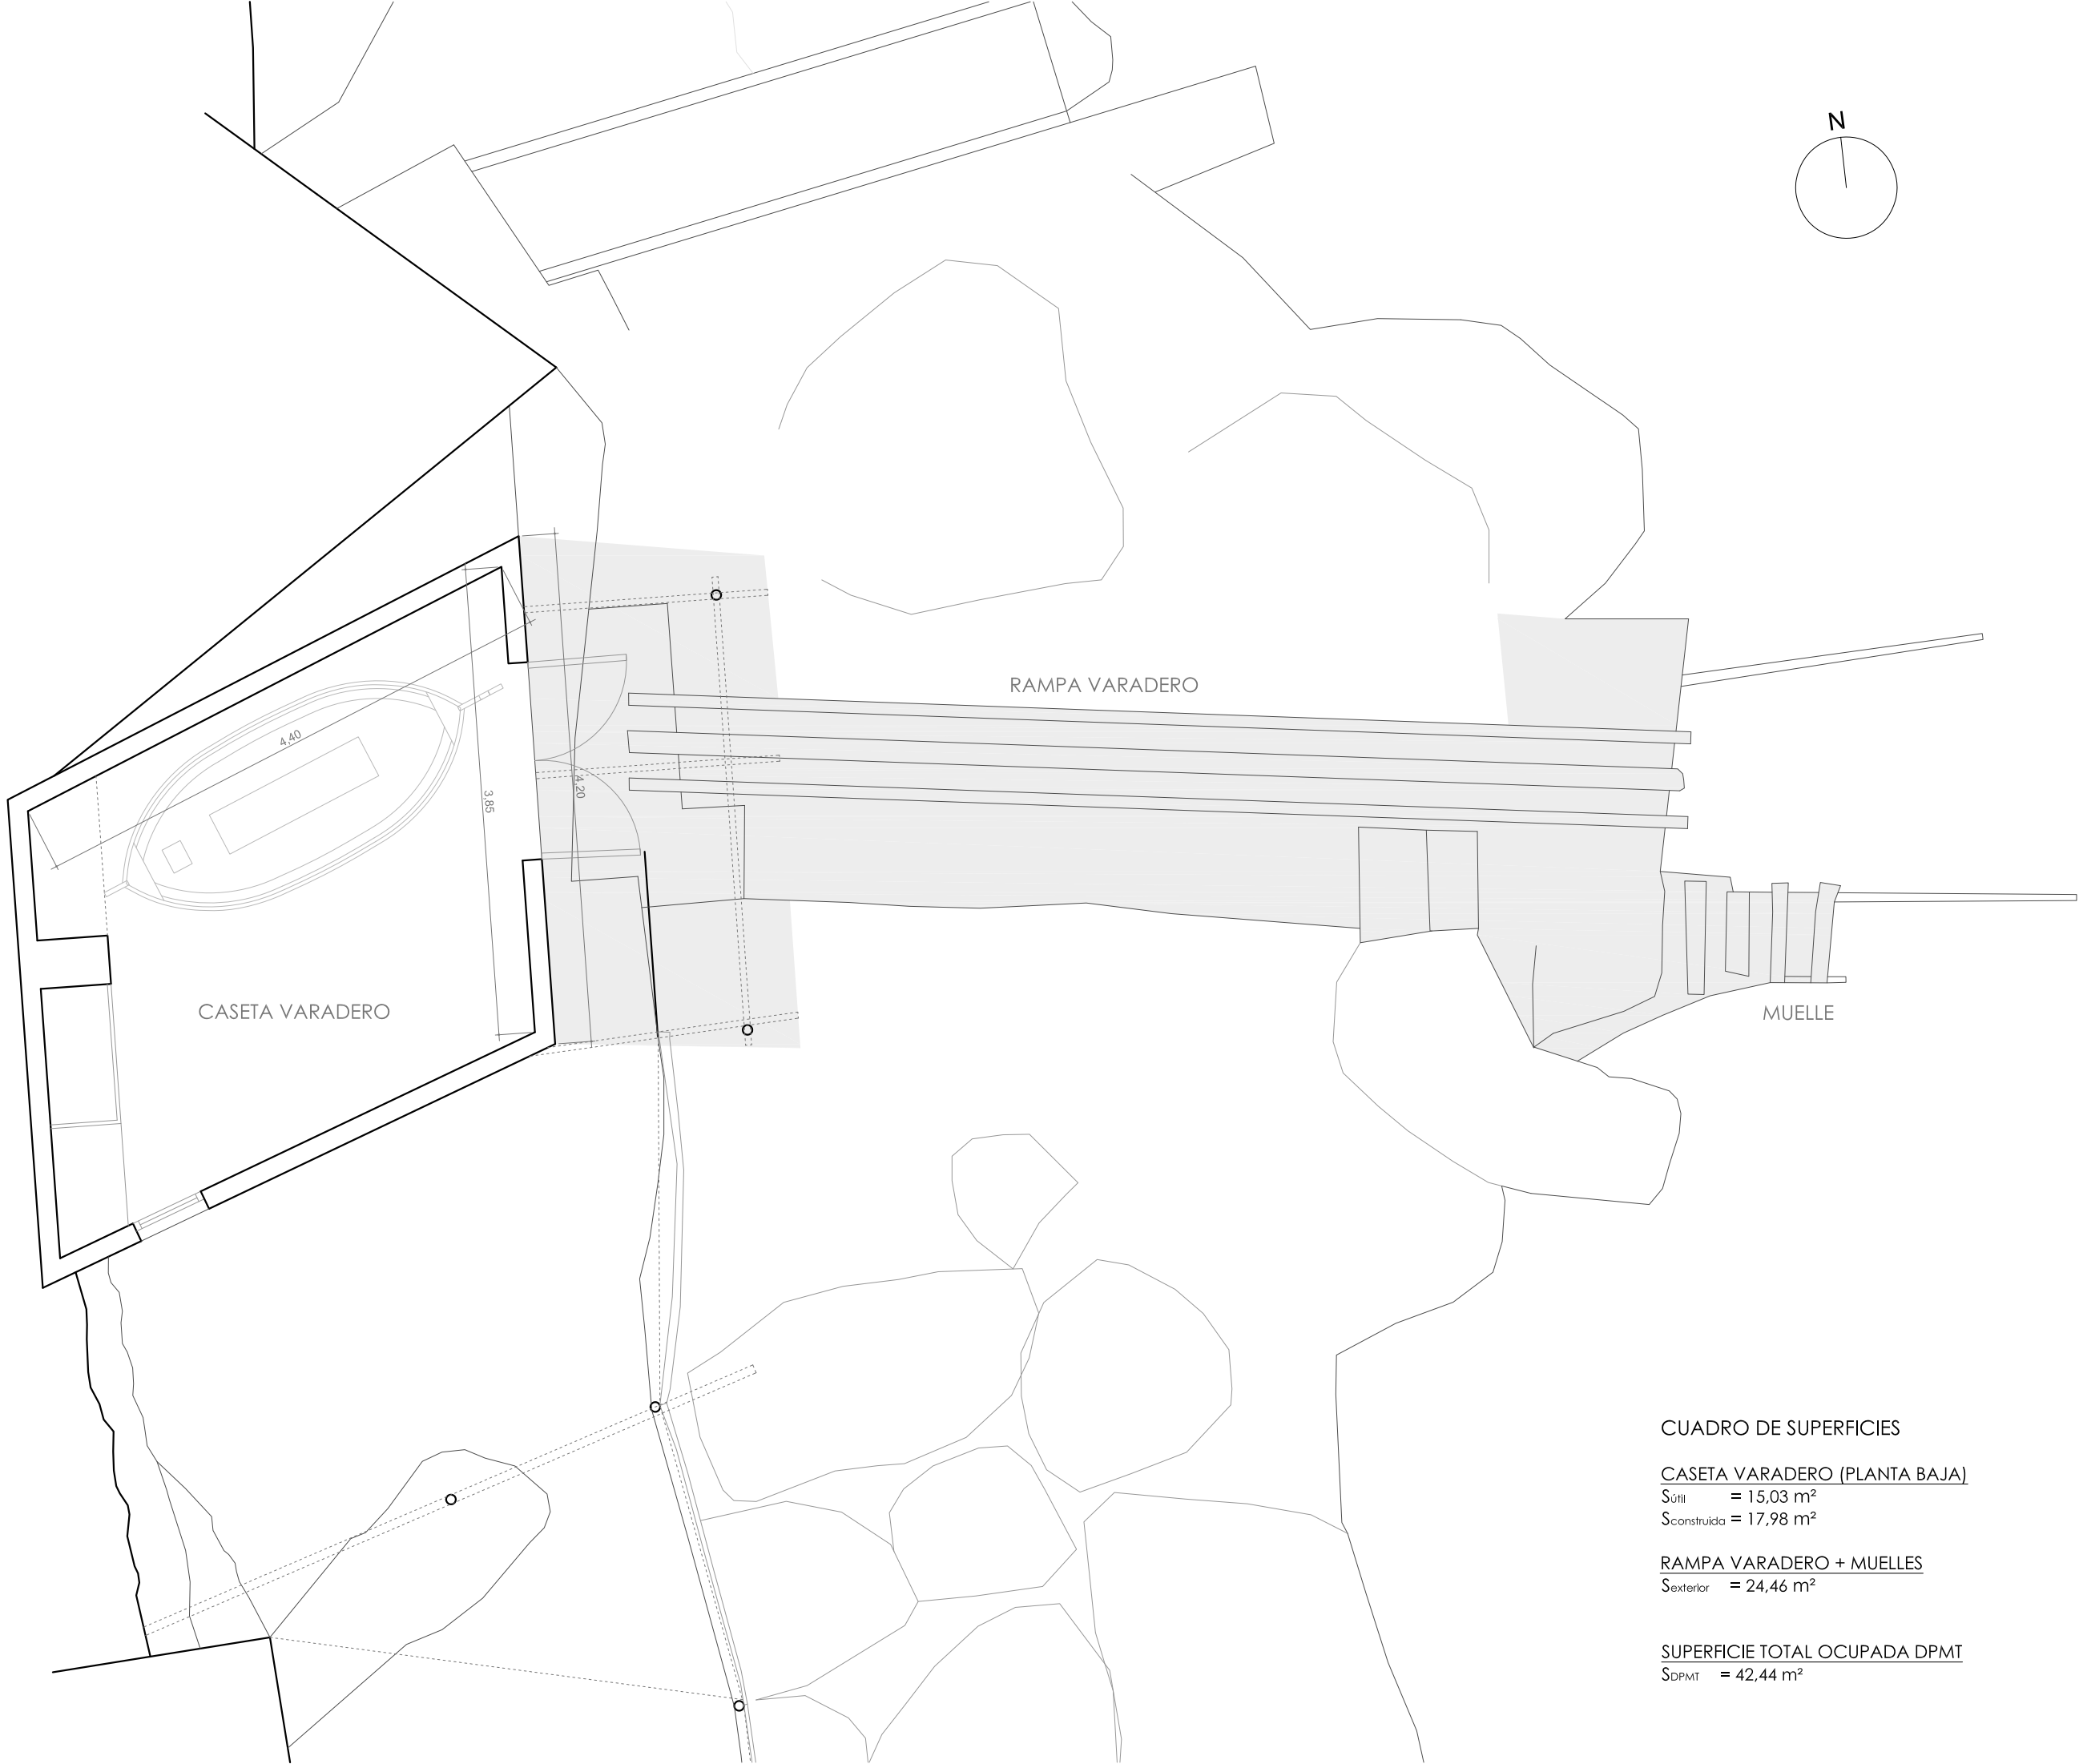 N
RAMPA VARADERO
4,40
3,85
4,20
CASETA VARADERO
MUELLE
CUADRO DE SUPERFICIES
CASETA VARADERO (PLANTA BAJA)
Sútil = 15,03 m²
Sconstruida = 17,98 m²
RAMPA VARADERO + MUELLES
Sexterior = 24,46 m²
SUPERFICIE TOTAL OCUPADA DPMT
SDPMT = 42,44 m²